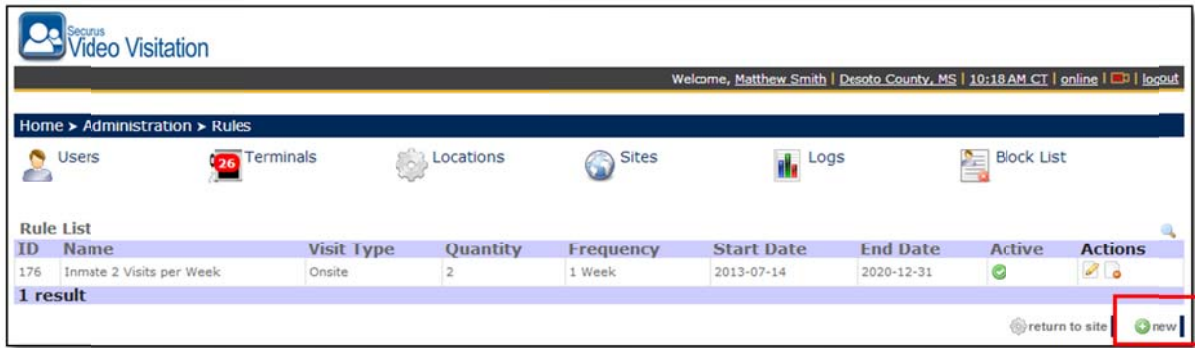 Securus
Video Visitation
Welcome, Matthew Smith | Desoto County, MS | 10:18 AM CT | online | | logout
Home > Administration > Rules
Users 26 Terminals Locations Sites Logs Block List
Rule List
ID Name Visit Type Quantity Frequency Start Date End Date Active Actions
176 Inmate 2 Visits per Week Onsite 2 1 Week 2013-07-14 2020-12-31
1 result
return to site new